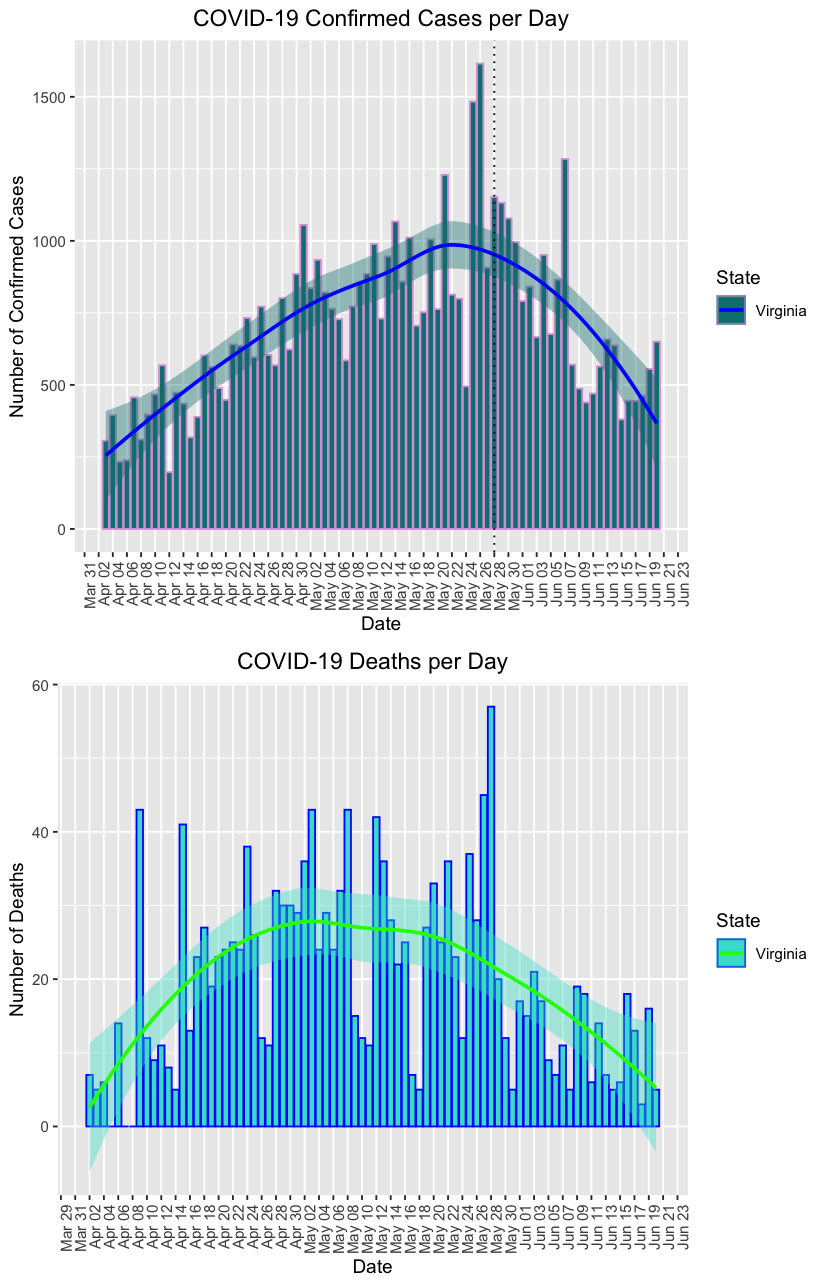 COVID-19 Confirmed Cases per Day
Number of Confirmed Cases
1500
1000
500
0
Mar 31
Apr 02
Apr 04
Apr 06
Apr 08
Apr 10
Apr 12
Apr 14
Apr 16
Apr 18
Apr 20
Apr 22
Apr 24
Apr 26
Apr 28
Apr 30
May 02
May 04
May 06
May 08
May 10
May 12
May 14
May 16
May 18
May 20
May 22
May 24
May 26
May 28
May 30
Jun 01
Jun 03
Jun 05
Jun 07
Jun 09
Jun 11
Jun 13
Jun 15
Jun 17
Jun 19
Jun 21
Jun 23
Date
State
Virginia
COVID-19 Deaths per Day
Number of Deaths
60
40
20
0
Mar 29
Mar 31
Apr 02
Apr 04
Apr 06
Apr 08
Apr 10
Apr 12
Apr 14
Apr 16
Apr 18
Apr 20
Apr 22
Apr 24
Apr 26
Apr 28
Apr 30
May 02
May 04
May 06
May 08
May 10
May 12
May 14
May 16
May 18
May 20
May 22
May 24
May 26
May 28
May 30
Jun 01
Jun 03
Jun 05
Jun 07
Jun 09
Jun 11
Jun 13
Jun 15
Jun 17
Jun 19
Jun 21
Jun 23
Date
State
Virginia